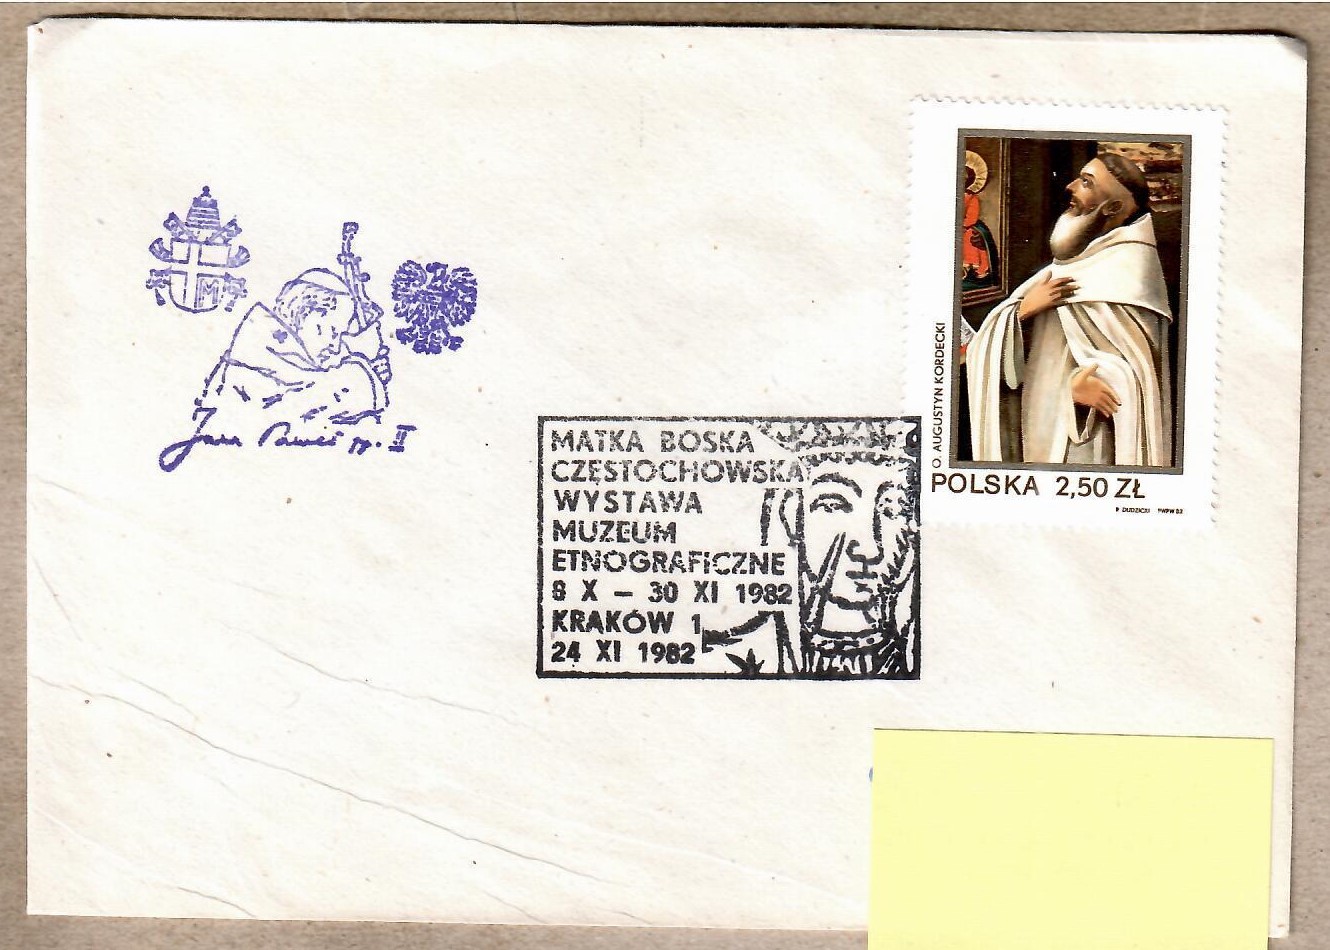 M
Jan Paweł pp. II
MATKA BOSKA
CZĘSTOCHOWSKA
WYSTAWA
MUZEUM
ETNOGRAFICZNE
8 X – 30 XI 1982
KRAKÓW 1
24 XI 1982
O. AUGUSTYN KORDECKI
POLSKA 2,50 ZŁ
P. DUDZICKI PWPW 82